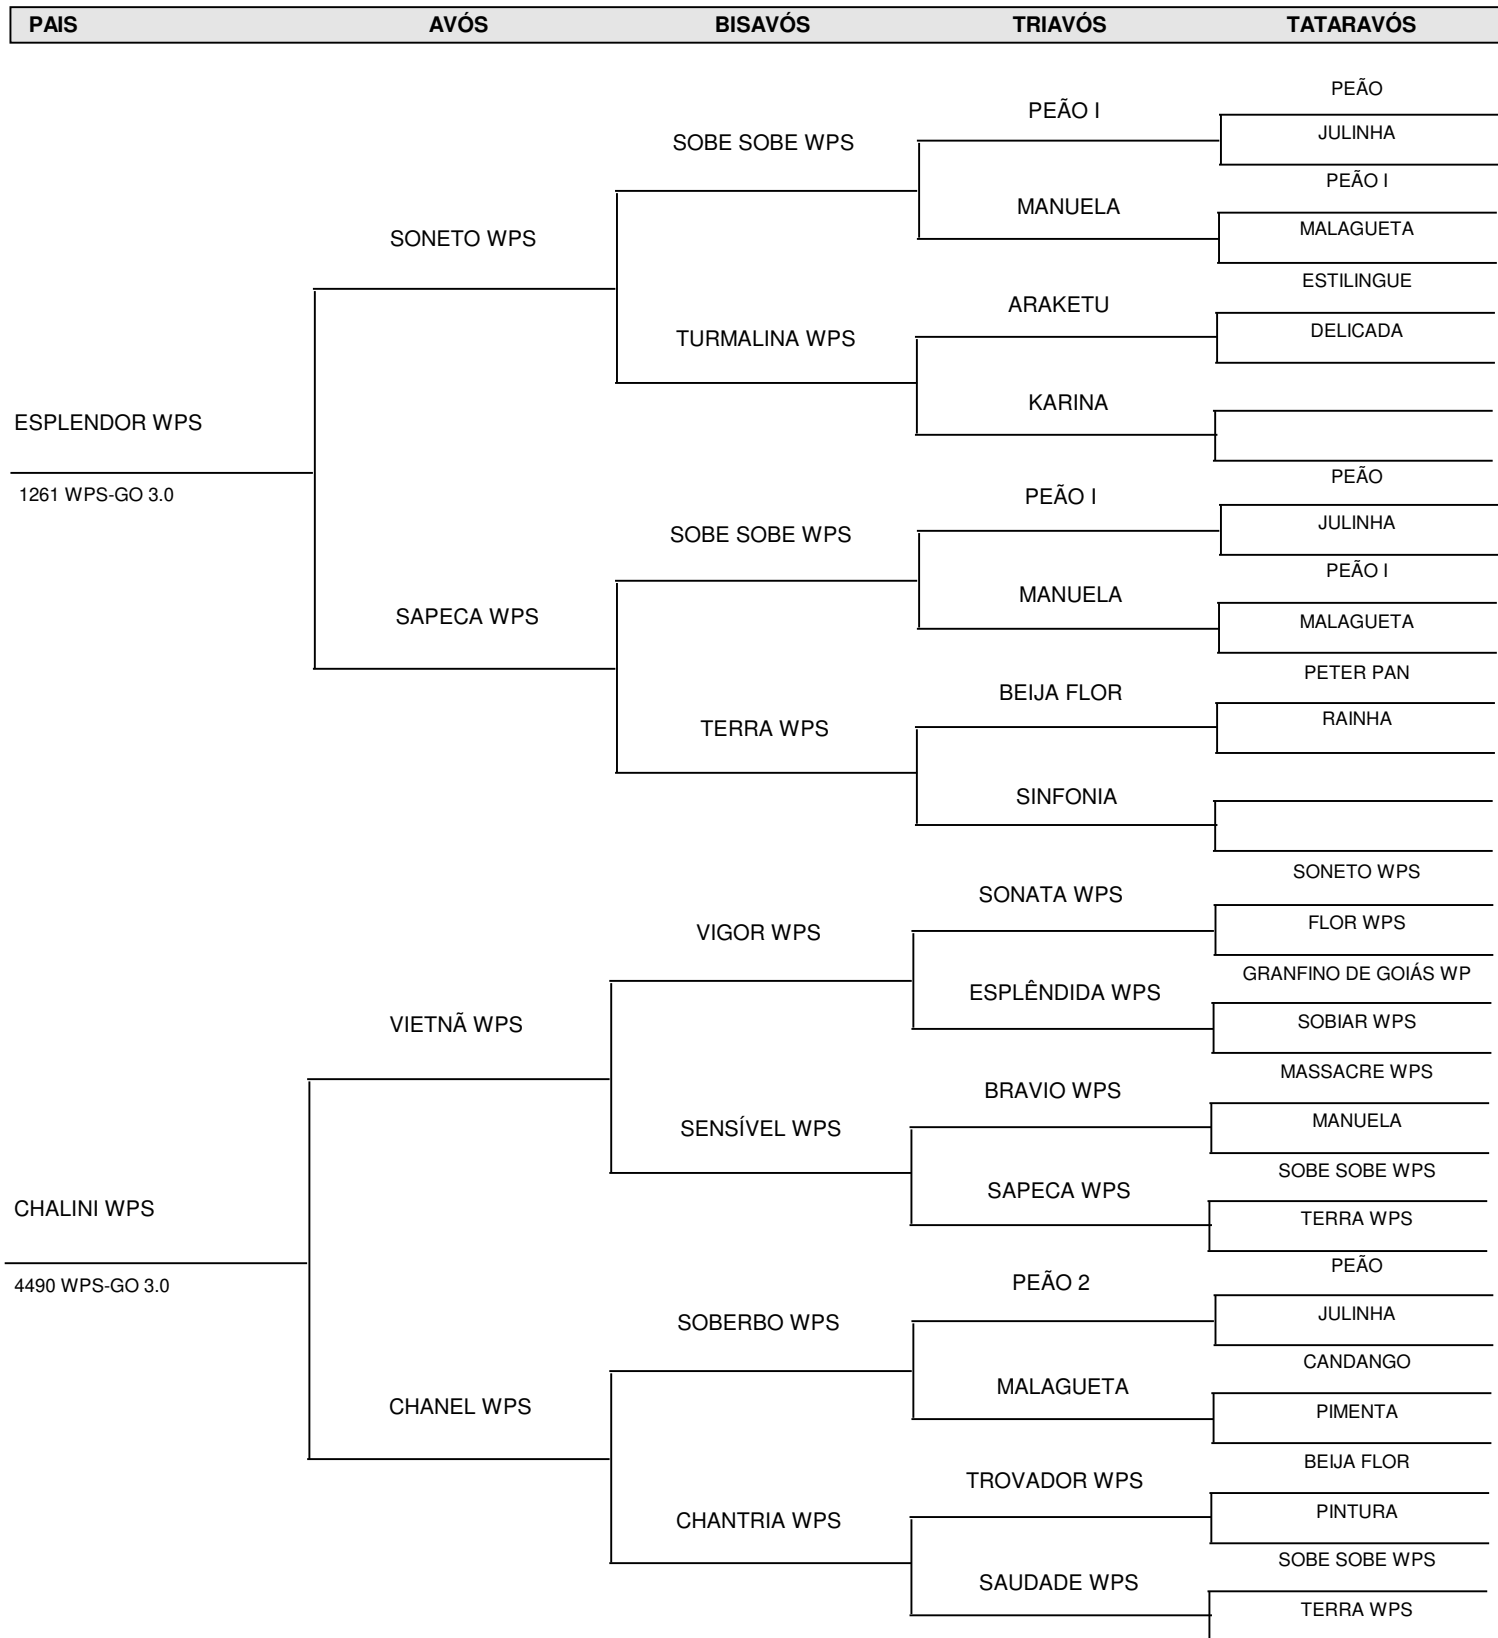 PAIS AVÓS BISAVÓS TRIAVÓS TATARAVÓS
PEÃO
PEÃO I
JULINHA
SOBE SOBE WPS
PEÃO I
MANUELA
MALAGUETA
SONETO WPS
ESTILINGUE
ARAKETU
DELICADA
TURMALINA WPS
KARINA
ESPLENDOR WPS
PEÃO
1261 WPS-GO 3.0
PEÃO I
JULINHA
SOBE SOBE WPS
PEÃO I
MANUELA
SAPECA WPS
MALAGUETA
PETER PAN
BEIJA FLOR
RAINHA
TERRA WPS
SINFONIA
SONETO WPS
SONATA WPS
FLOR WPS
VIGOR WPS
GRANFINO DE GOIÁS WP
ESPLÊNDIDA WPS
SOBIAR WPS
VIETNÃ WPS
MASSACRE WPS
BRAVIO WPS
MANUELA
SENSÍVEL WPS
SOBE SOBE WPS
SAPECA WPS
CHALINI WPS
TERRA WPS
PEÃO
4490 WPS-GO 3.0
PEÃO 2
JULINHA
SOBERBO WPS
CANDANGO
MALAGUETA
CHANEL WPS
PIMENTA
BEIJA FLOR
TROVADOR WPS
PINTURA
CHANTRIA WPS
SOBE SOBE WPS
SAUDADE WPS
TERRA WPS